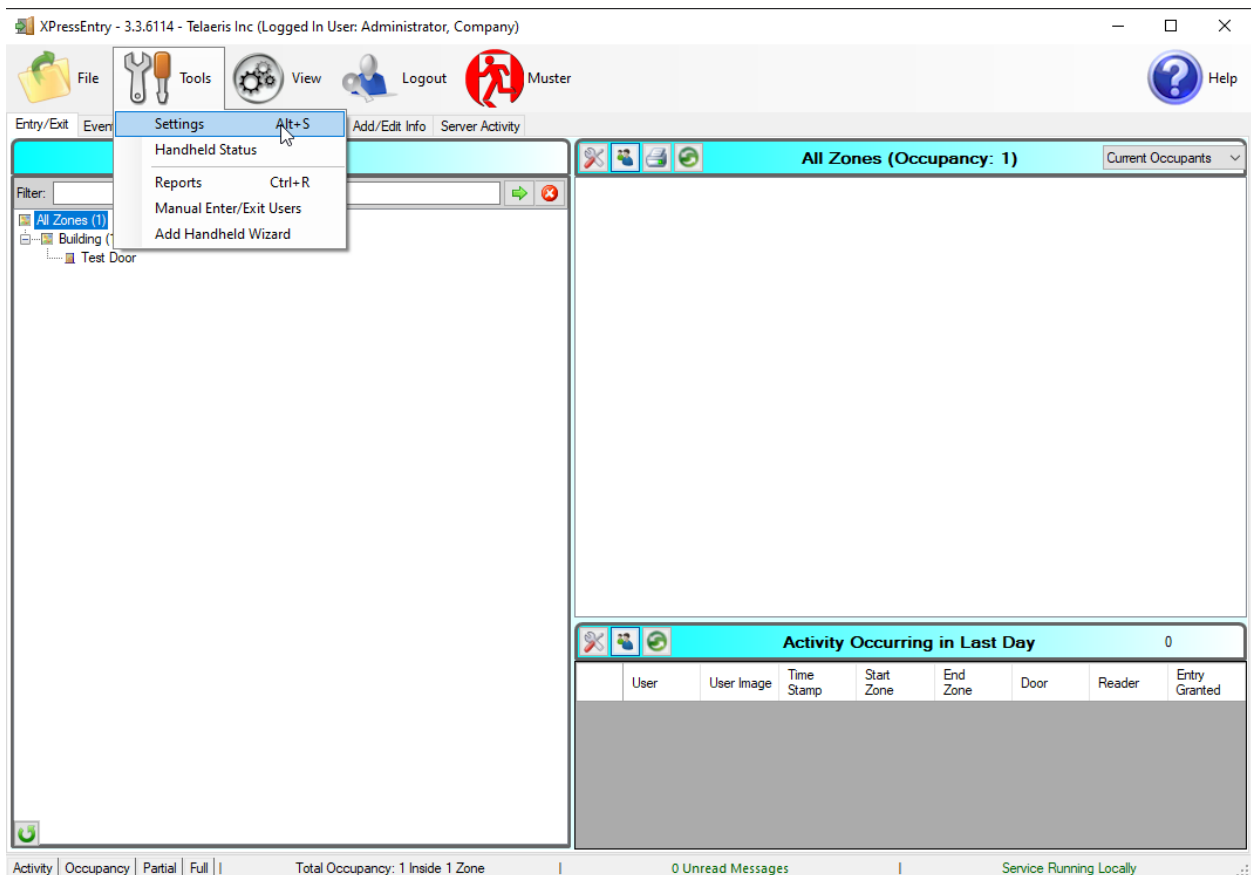 XPressEntry - 3.3.6114 - Telaeris Inc (Logged In User: Administrator, Company)
File Tools View Logout Muster Help
Entry/Exit Add/Edit Info Server Activity
Settings Alt+S
Handheld Status
Reports Ctrl+R
Manual Enter/Exit Users
Add Handheld Wizard
Filter:
All Zones (1)
Building
Test Door
All Zones (Occupancy: 1) Current Occupants
Activity Occurring in Last Day 0
User User Image Time Stamp Start Zone End Zone Door Reader Entry Granted
Activity Occupancy Partial Full | Total Occupancy: 1 Inside 1 Zone | 0 Unread Messages | Service Running Locally